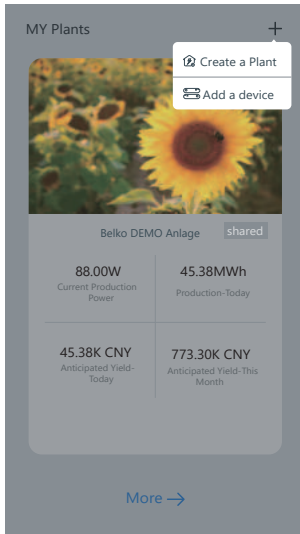 MY Plants
Create a Plant
Add a device
Belko DEMO Anlage
shared
88.00W
45.38MWh
Current Production
Power
Production-Today
45.38K CNY
773.30K CNY
Anticipated Yield-
Today
Anticipated Yield-This
Month
More